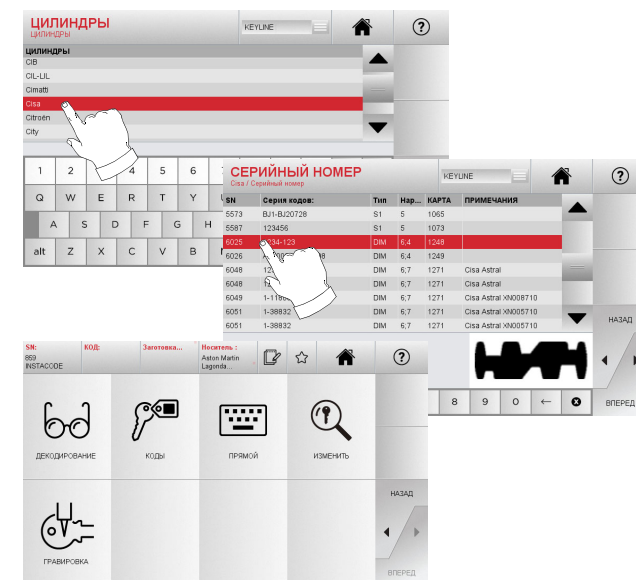 ЦИЛИНДРЫ
ЦИЛИНДРЫ
KEYLINE
?
ЦИЛИНДРЫ
CIB
CIL-LIL
Cimatti
Cisa
Citroën
City
1 2 4 5 6
Q W E R T Y
A S D F G H
alt Z X C V B
СЕРИЙНЫЙ НОМЕР
Cisa / Серийный номер
KEYLINE
?
SN Серия кодов: Тип Нар... КАРТА ПРИМЕЧАНИЯ
5573 BJ1-BJ20728 S1 5 1065
5587 123456 S1 5 1073
6025 1234-123 DIM 6;4 1248
6026 DIM 6;4 1249
6048 DIM 6;7 1271 Cisa Astral
6048 DIM 6;7 1271 Cisa Astral
6049 DIM 6;7 1271 Cisa Astral XN008710
6051 1-38832 DIM 6;7 1271 Cisa Astral XN005710
6051 1-38832 DIM 6;7 1271 Cisa Astral XN005710
НАЗАД
8 9 0 ←
ВПЕРЕД
SN: КОД: Заготовка... Носитель :
859 Aston Martin
INSTACODE Lagonda...
?
ДЕКОДИРОВАНИЕ КОДЫ ПРЯМОЙ ИЗМЕНИТЬ
НАЗАД
ГРАВИРОВКА
ВПЕРЕД